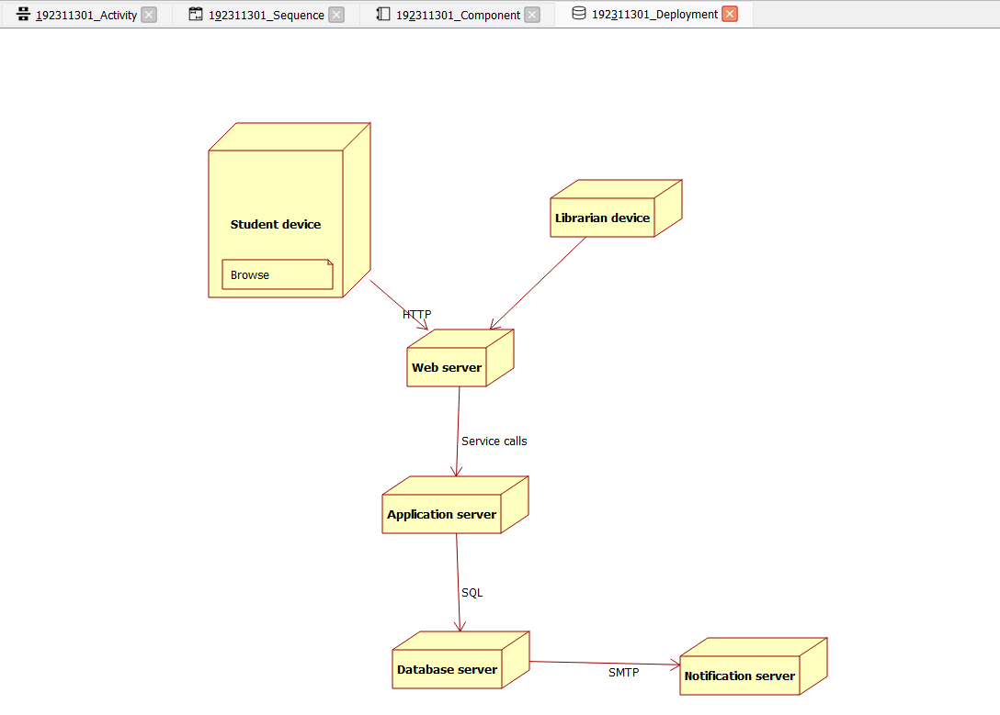 192311301_Activity
192311301_Sequence
192311301_Component
192311301_Deployment
Student device
Browse
Librarian device
HTTP
Web server
Service calls
Application server
SQL
Database server
SMTP
Notification server